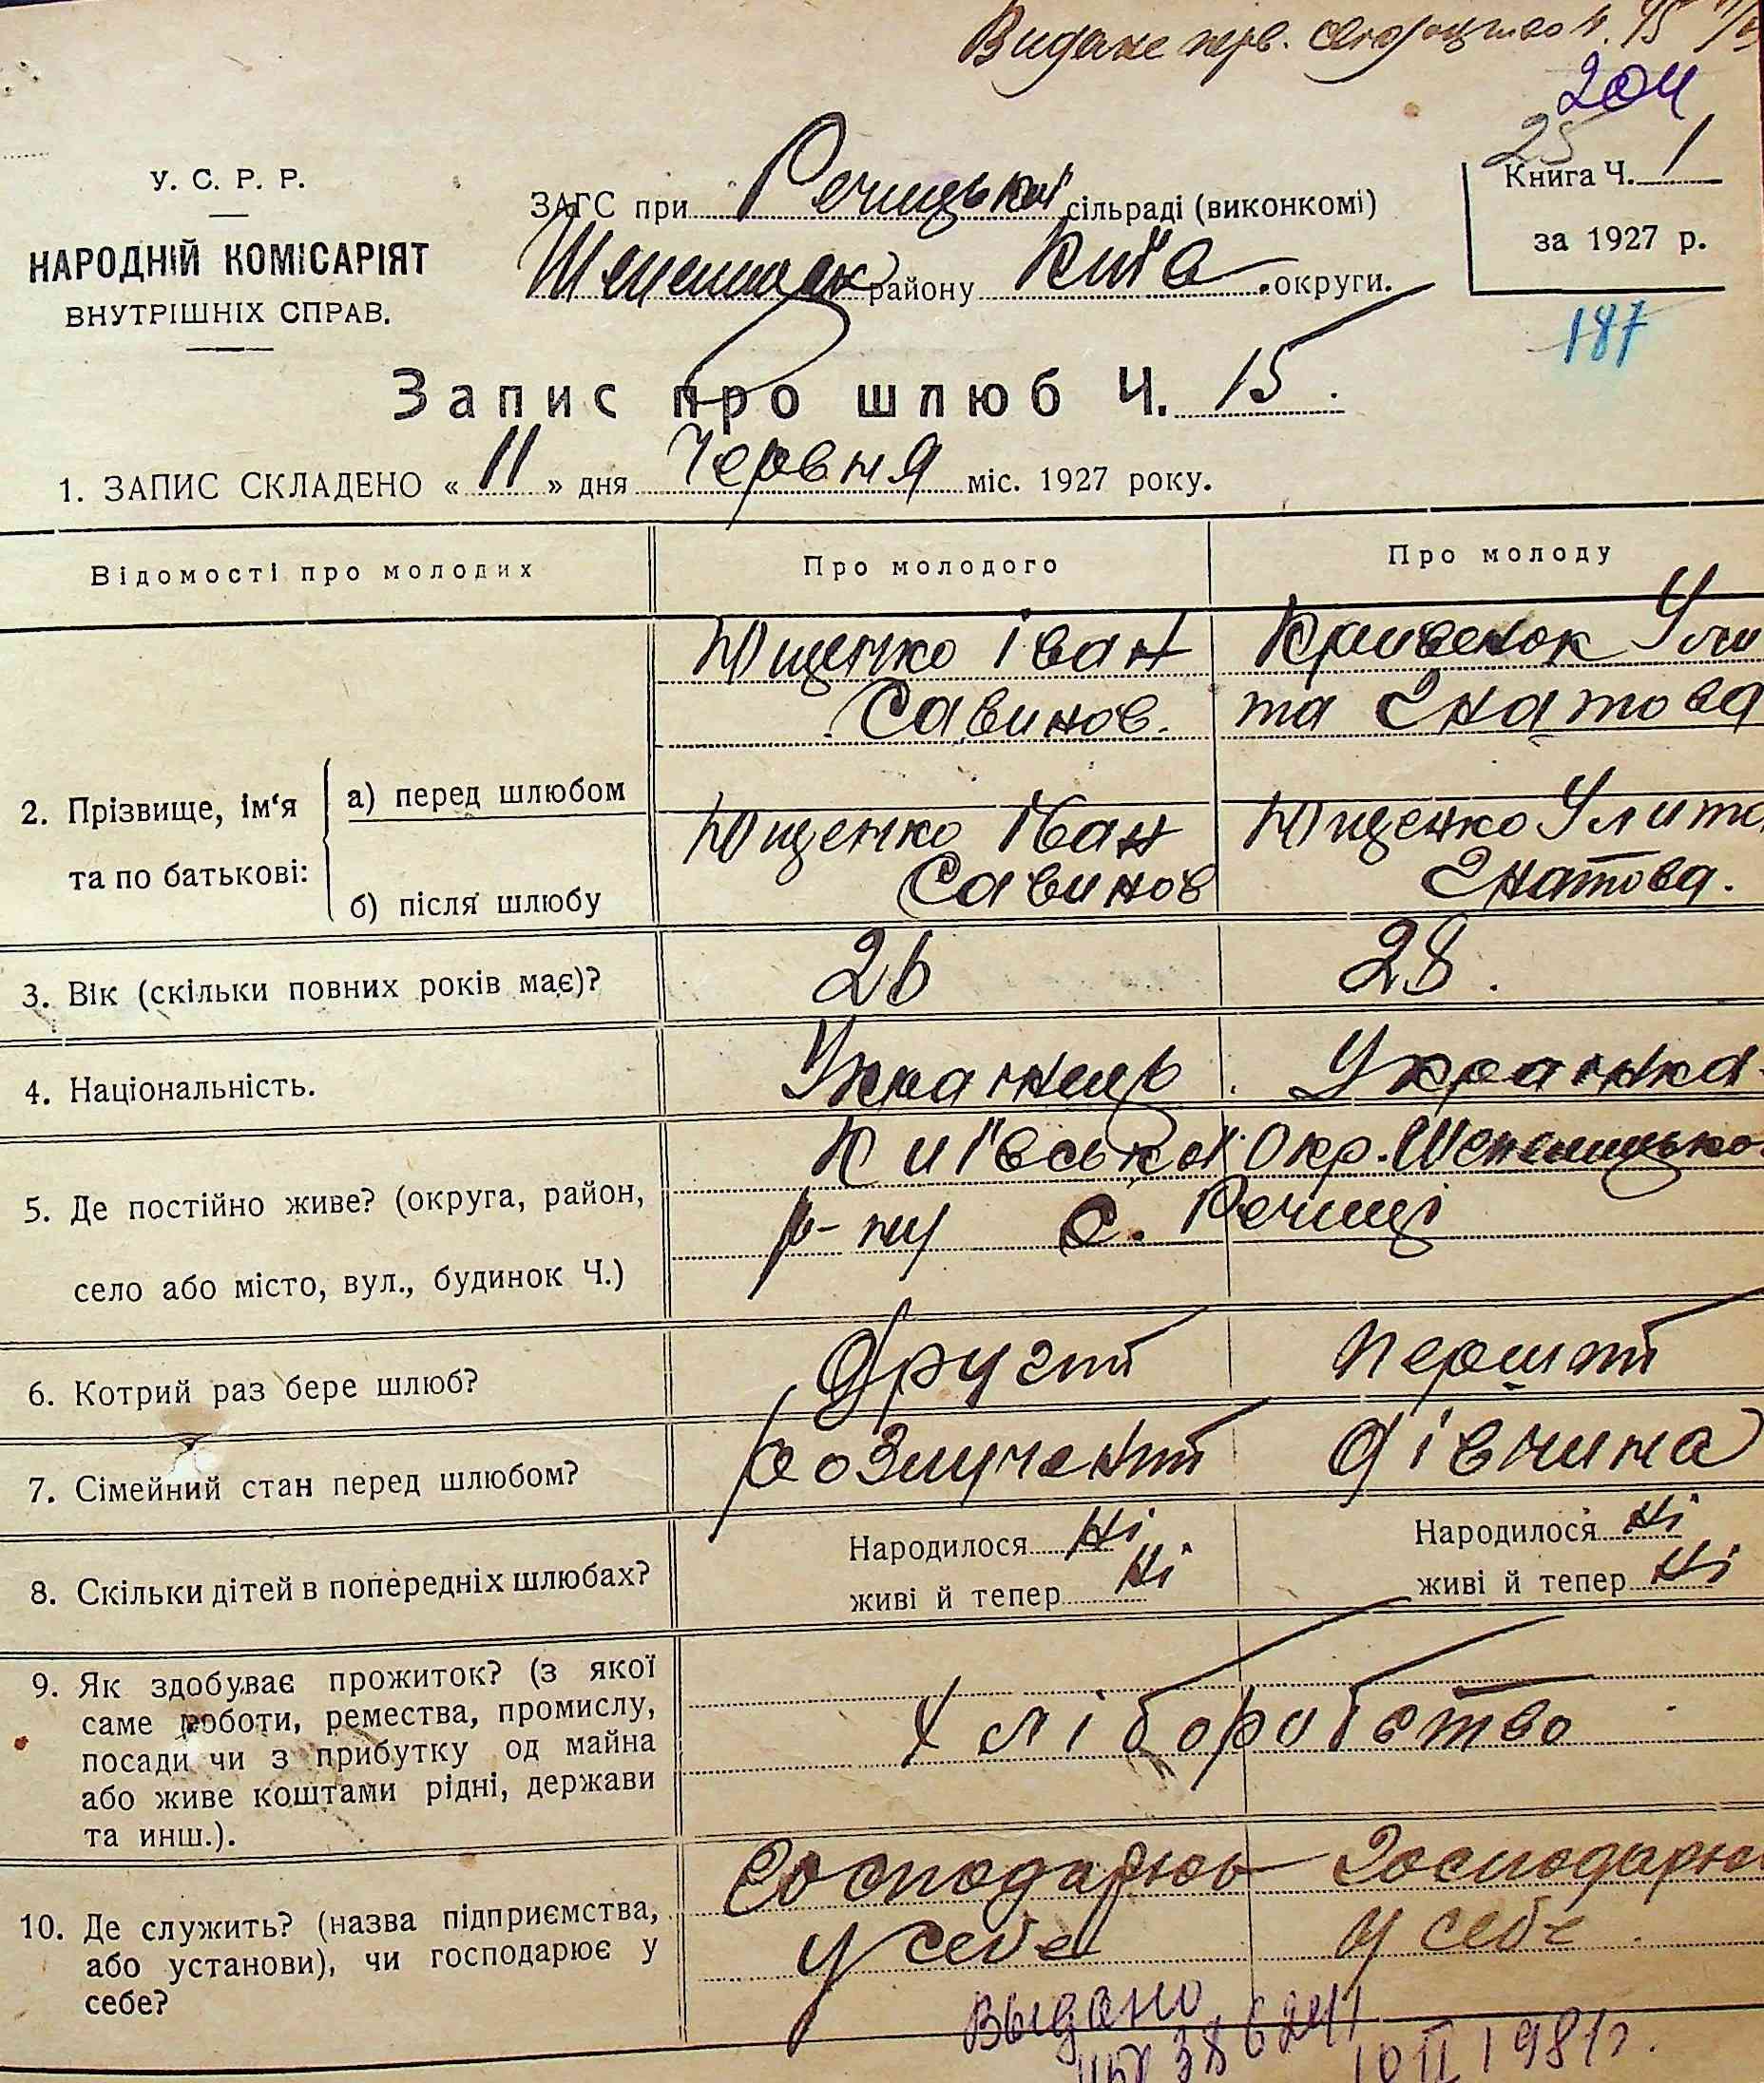 Видане
204
25
У. С. Р. Р.
НАРОДНІЙ КОМІСАРІЯТ
ВНУТРІШНІХ СПРАВ.
ЗАГС при Речицькій сільраді (виконкомі)
району Київ. округи.
Книга Ч. 1
за 1927 р.
187
Запис про шлюб Ч. 15.
1. ЗАПИС СКЛАДЕНО « 11 » дня Червня міс. 1927 року.
Відомості про молодих Про молодого Про молоду
2. Прізвище, ім'я та по батькові:
а) перед шлюбом
Ющенко Іван
Савинов.
Кривенок Ули
та Гнатова
б) після шлюбу
Ющенко Іван
Савинов
Ющенко Улита
Гнатова.
3. Вік (скільки повних років має)? 26 28.
4. Національність. Українець Українка
5. Де постійно живе? (округа, район,
село або місто, вул., будинок Ч.)
Київської Окр.
р-ну с. Речиці
6. Котрий раз бере шлюб? Другий Перший
7. Сімейний стан перед шлюбом? розлучений дівчина
8. Скільки дітей в попередніх шлюбах?
Народилося Ні
живі й тепер Ні
Народилося Ні
живі й тепер Ні
9. Як здобуває прожиток? (з якої
саме роботи, ремества, промислу,
посади чи з прибутку од майна
або живе коштами рідні, держави
та инш.).
Хліборобство
10. Де служить? (назва підприємства,
або установи), чи господарює у
себе?
Господарює
у себе
Господарює
у себе.
Выдано
10 II 1981г.